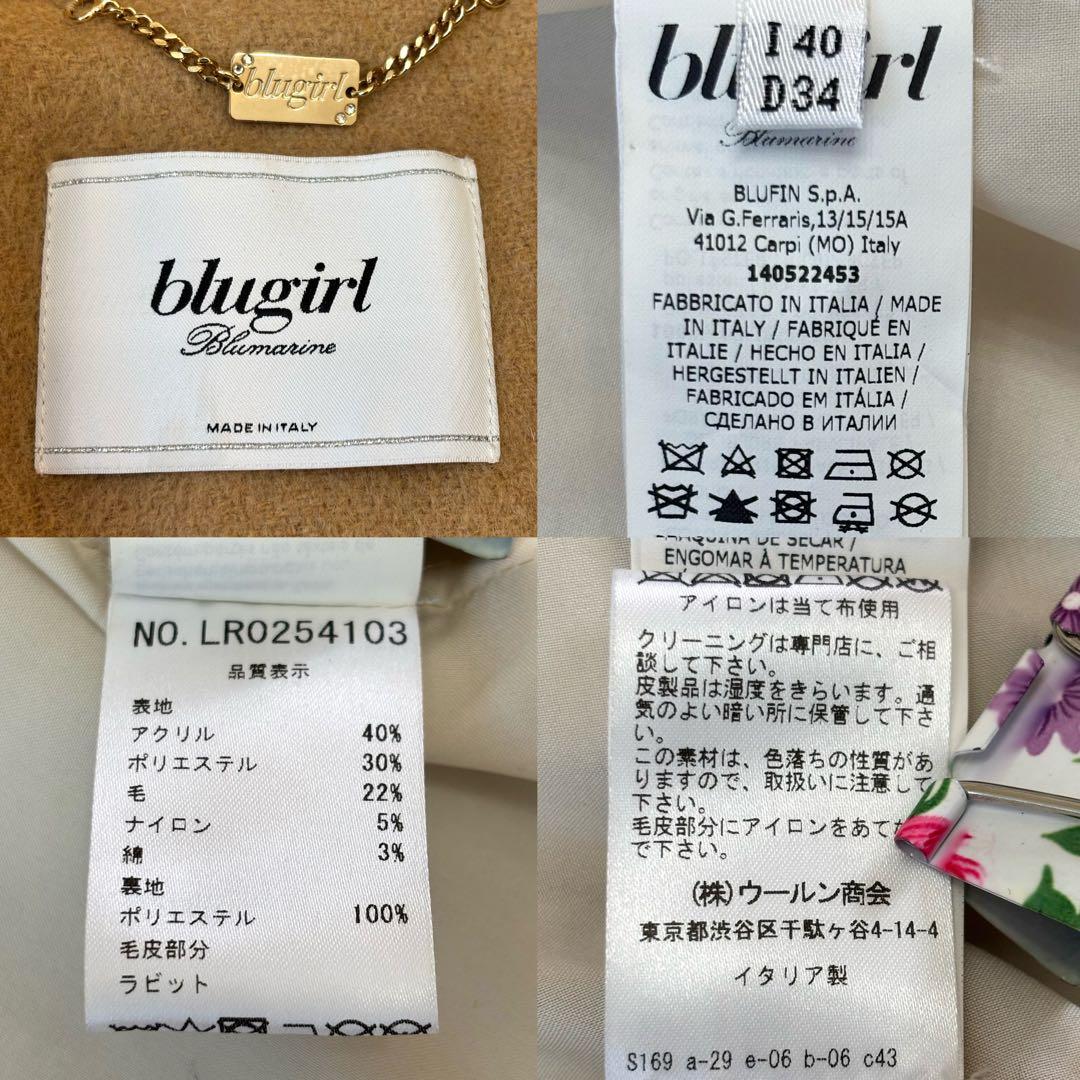 blugirl
blugirl
Blumarine
MADE IN ITALY
I 40
D34
Blumarine
BLUFIN S.p.A.
Via G.Ferraris,13/15/15A
41012 Carpi (MO) Italy
140522453
FABBRICATO IN ITALIA / MADE
IN ITALY / FABRIQUÉ EN
ITALIE / HECHO EN ITALIA /
HERGESTELLT IN ITALIEN /
FABRICADO EM ITÁLIA /
СДЕЛАНО В ИТАЛИИ
NO. LR0254103
品質表示
表地
アクリル 40%
ポリエステル 30%
毛 22%
ナイロン 5%
綿 3%
裏地
ポリエステル 100%
毛皮部分
ラビット
DE SECAR /
ENGOMAR À TEMPERATURA
アイロンは当て布使用
クリーニングは専門店に、ご相
談して下さい。
皮製品は湿度をきらいます。通
気のよい暗い所に保管して下さ
い。
この素材は、色落ちの性質があ
りますので、取扱いに注意して
下さい。
毛皮部分にアイロンをあて
で下さい。
(株)ウールン商会
東京都渋谷区千駄ヶ谷4-14-4
イタリア製
S169 a-29 e-06 b-06 c43